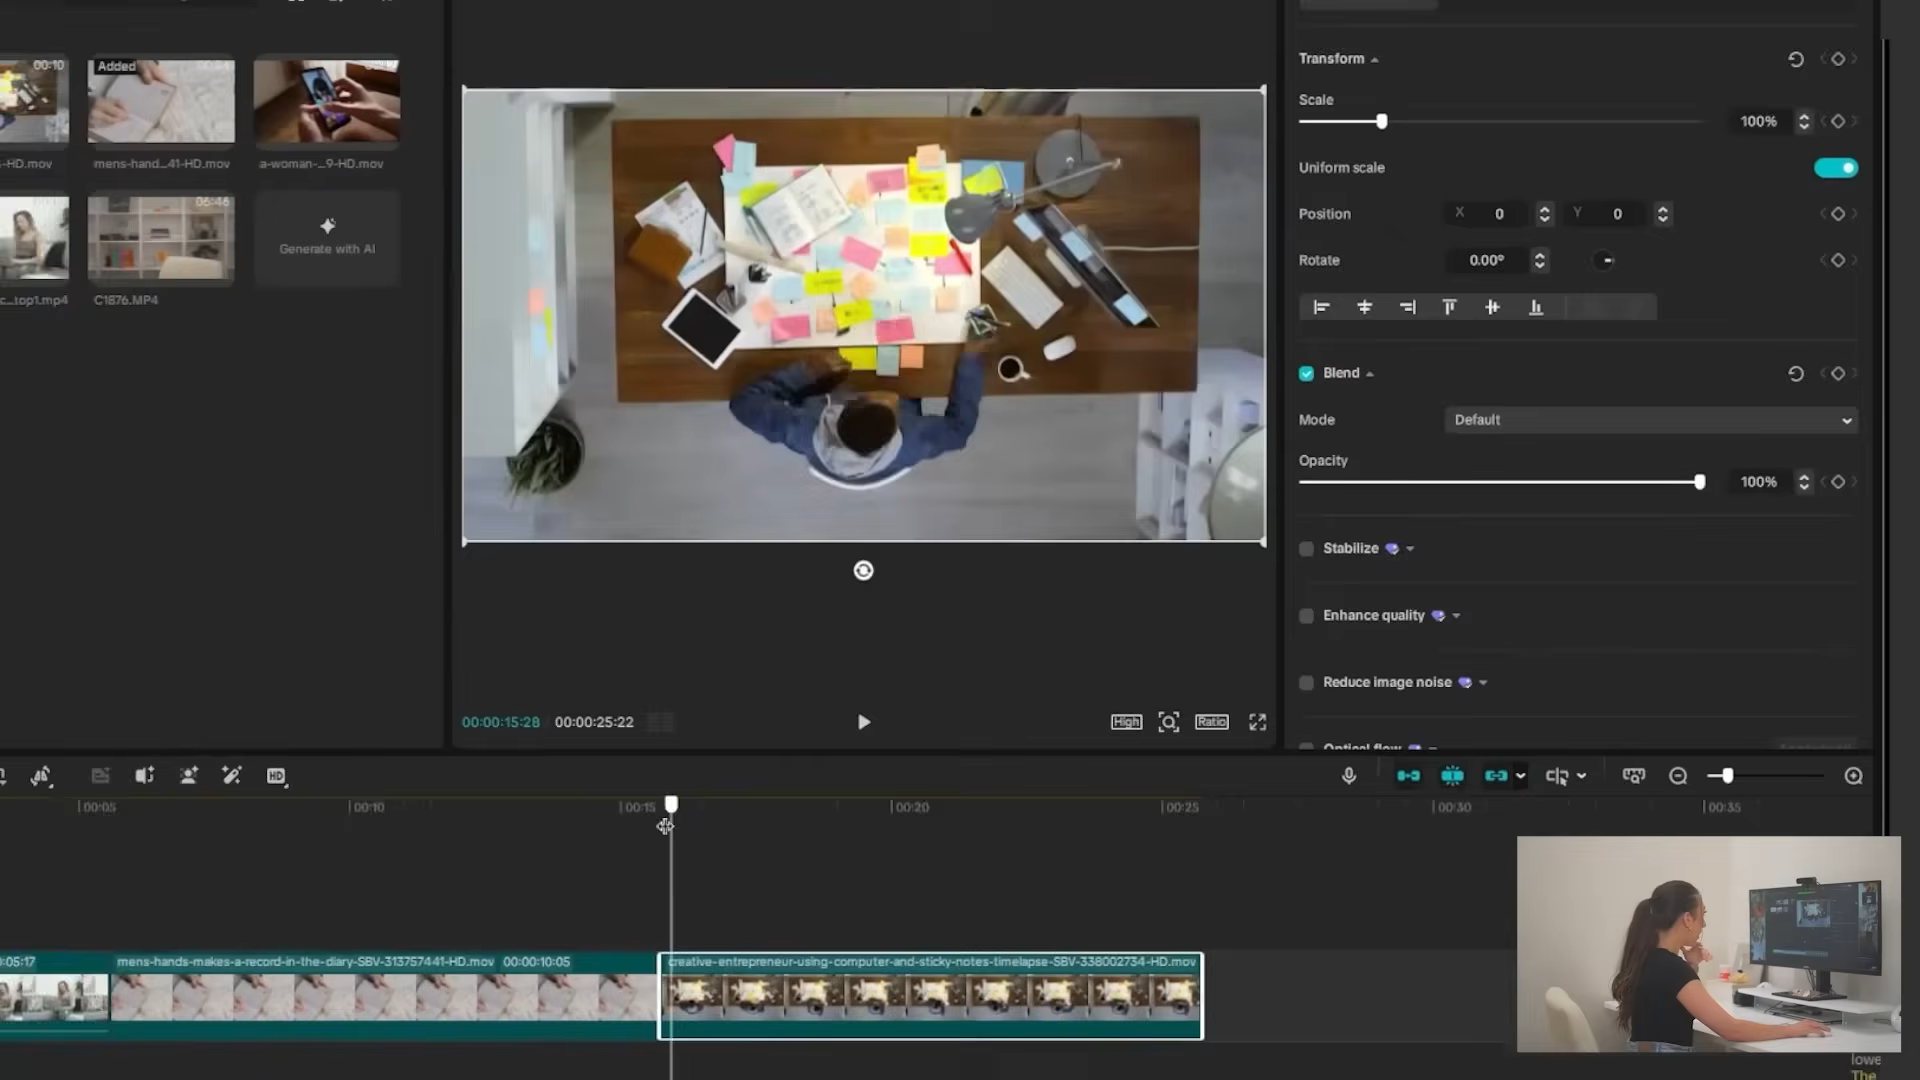 00:10
Added
-HD.mov
mens-hand...41-HD.mov
a-woman-...9-HD.mov
06:46
Generate with AI
c...top1.mp4
C1876.MP4
Transform
Scale
100%
Uniform scale
Position
X 0
Y 0
Rotate
0.00°
Blend
Mode
Default
Opacity
100%
Stabilize
Enhance quality
Reduce image noise
Optical flow
00:00:15:28
00:00:25:22
High
Ratio
HD
00:05
00:10
00:15
00:20
00:25
00:30
00:35
:05:17
mens-hands-makes-a-record-in-the-diary-SBV-313757441-HD.mov 00:00:10:05
creative-entrepreneur-using-computer-and-sticky-notes-timelapse-SBV-338002734-HD.mov
lowe
The